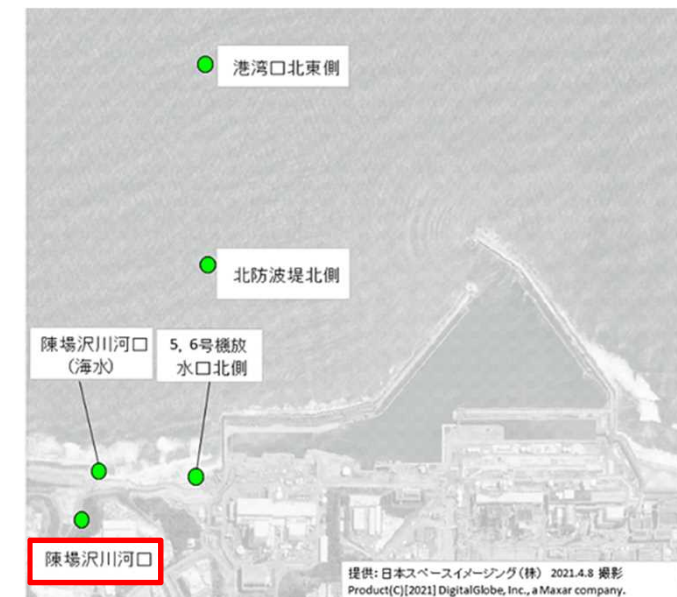 港湾口北東側
北防波堤北側
陳場沢川河口
(海水)
5, 6号機放
水口北側
陳場沢川河口
提供: 日本スペースイメージング(株) 2021.4.8 撮影
Product(C)[2021] DigitalGlobe, Inc., a Maxar company.